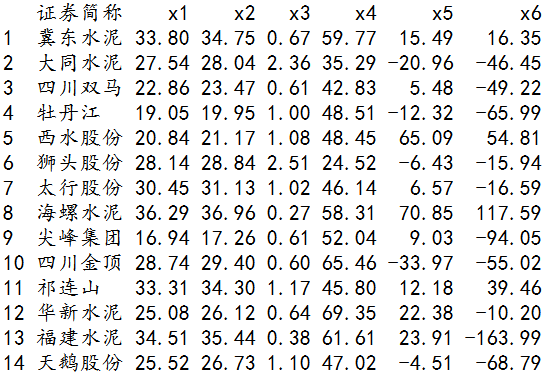 证券简称 x1 x2 x3 x4 x5 x6
1 冀东水泥 33.80 34.75 0.67 59.77 15.49 16.35
2 大同水泥 27.54 28.04 2.36 35.29 -20.96 -46.45
3 四川双马 22.86 23.47 0.61 42.83 5.48 -49.22
4 牡丹江 19.05 19.95 1.00 48.51 -12.32 -65.99
5 西水股份 20.84 21.17 1.08 48.45 65.09 54.81
6 狮头股份 28.14 28.84 2.51 24.52 -6.43 -15.94
7 太行股份 30.45 31.13 1.02 46.14 6.57 -16.59
8 海螺水泥 36.29 36.96 0.27 58.31 70.85 117.59
9 尖峰集团 16.94 17.26 0.61 52.04 9.03 -94.05
10 四川金顶 28.74 29.40 0.60 65.46 -33.97 -55.02
11 祁连山 33.31 34.30 1.17 45.80 12.18 39.46
12 华新水泥 25.08 26.12 0.64 69.35 22.38 -10.20
13 福建水泥 34.51 35.44 0.38 61.61 23.91 -163.99
14 天鹅股份 25.52 26.73 1.10 47.02 -4.51 -68.79